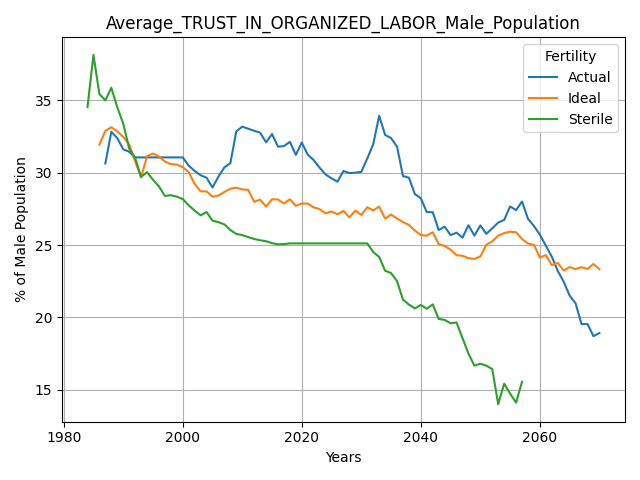 Average_TRUST_IN_ORGANIZED_LABOR_Male_Population
Fertility
Actual
Ideal
Sterile
% of Male Population
35
30
25
20
15
1980
2000
2020
2040
2060
Years